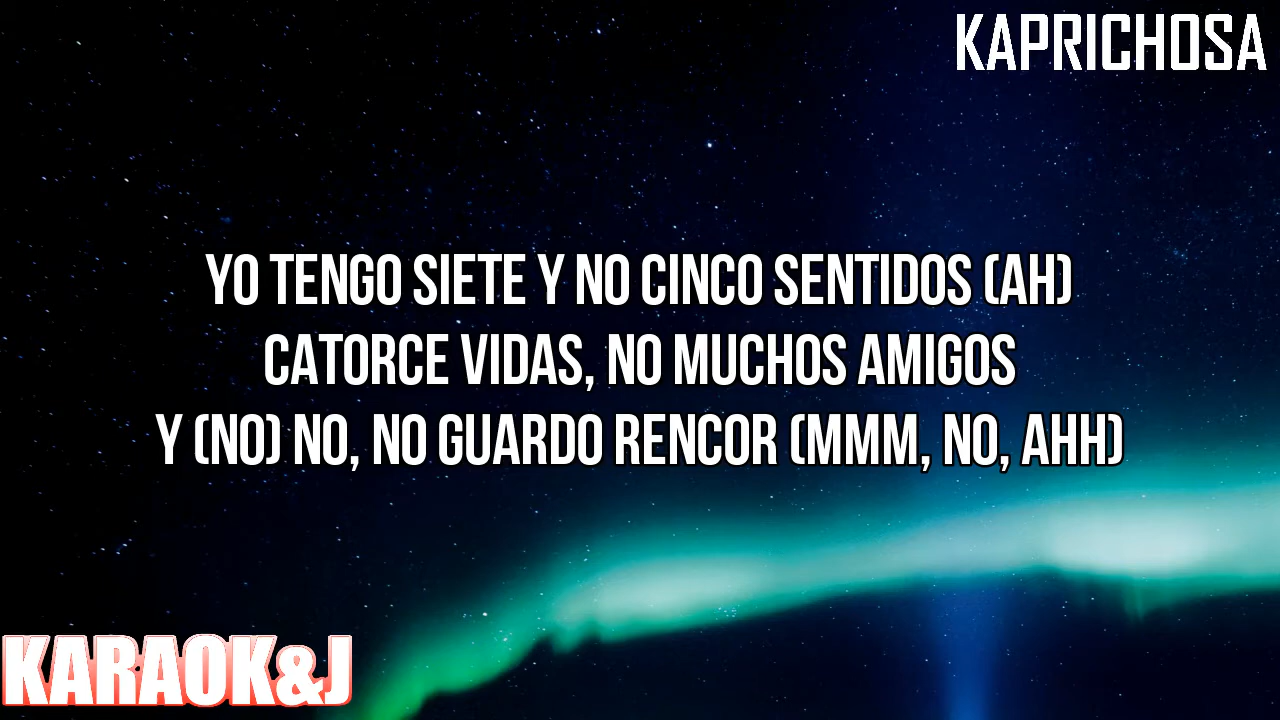 KAPRICHOSA
YO TENGO SIETE Y NO CINCO SENTIDOS (AH)
CATORCE VIDAS, NO MUCHOS AMIGOS
Y (NO) NO, NO GUARDO RENCOR (MMM, NO, AHH)
KARAOK&J